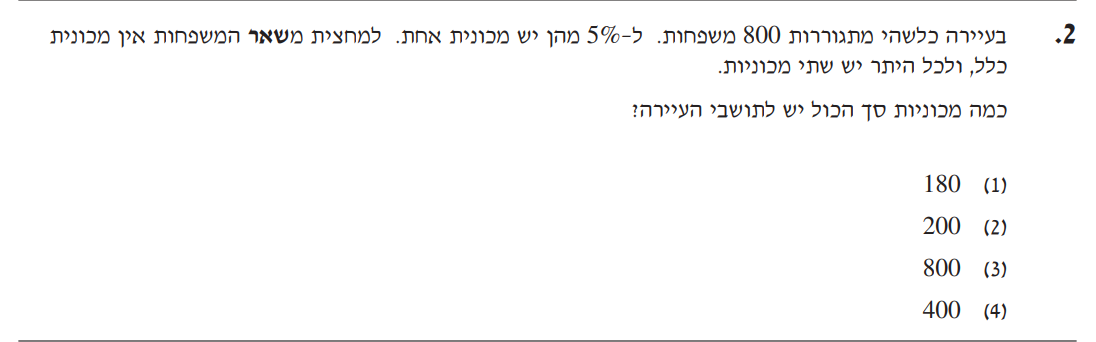 2. בעיירה כלשהי מתגוררות 800 משפחות. ל-5% מהן יש מכונית אחת. למחצית משאר המשפחות אין מכונית
כלל, ולכל היתר יש שתי מכוניות.
כמה מכוניות סך הכול יש לתושבי העיירה?
(1) 180
(2) 200
(3) 800
(4) 400